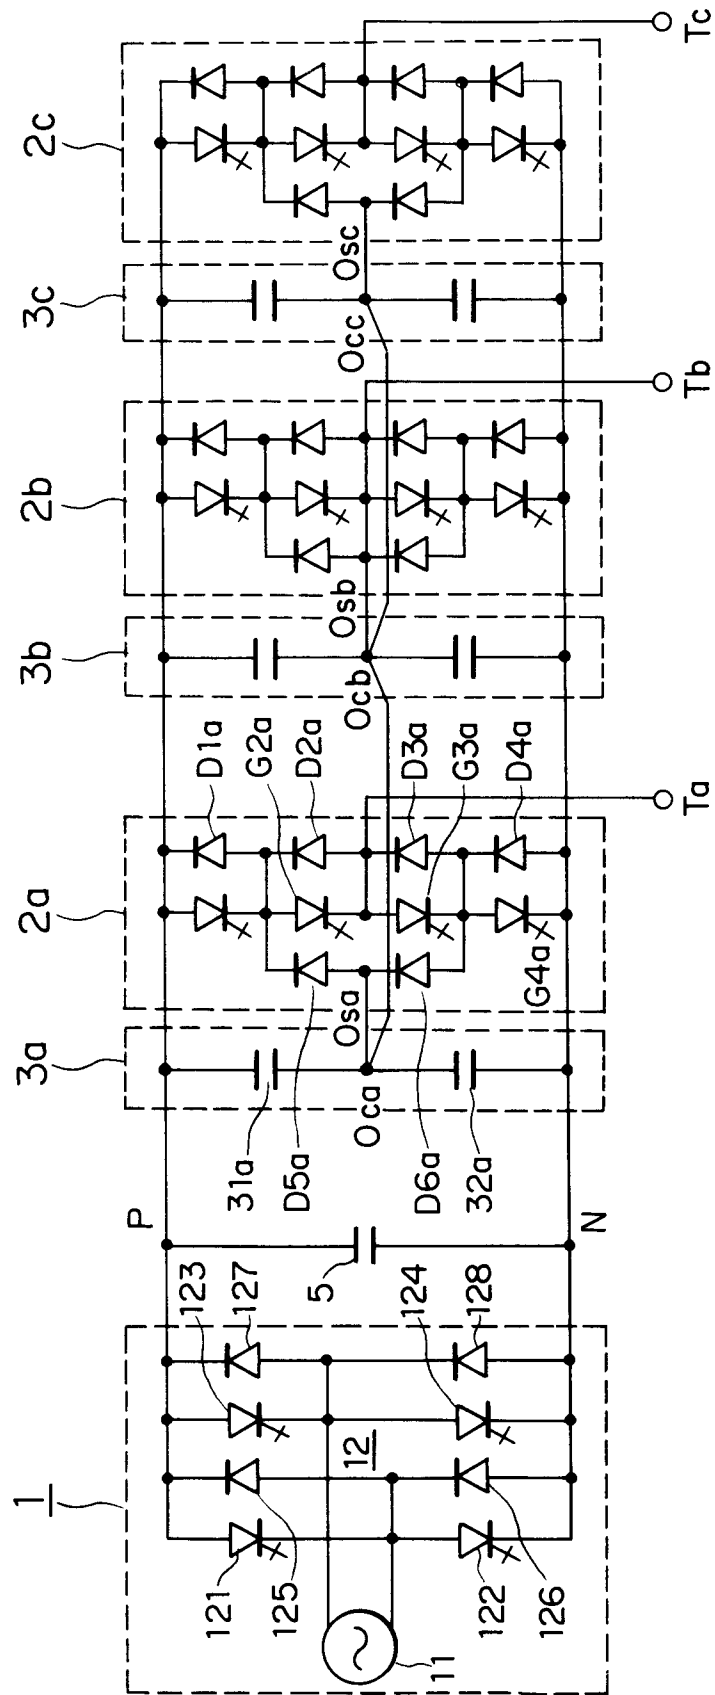 1
3a
2a
3b
2b
3c
2c
P
N
121
125
123
127
122
126
124
128
12
11
5
31a
D5a
Oca
D6a
32a
Osa
G4a
D1a
G2a
D2a
D3a
G3a
D4a
Ta
Ocb
Osb
Tb
Occ
Osc
Tc